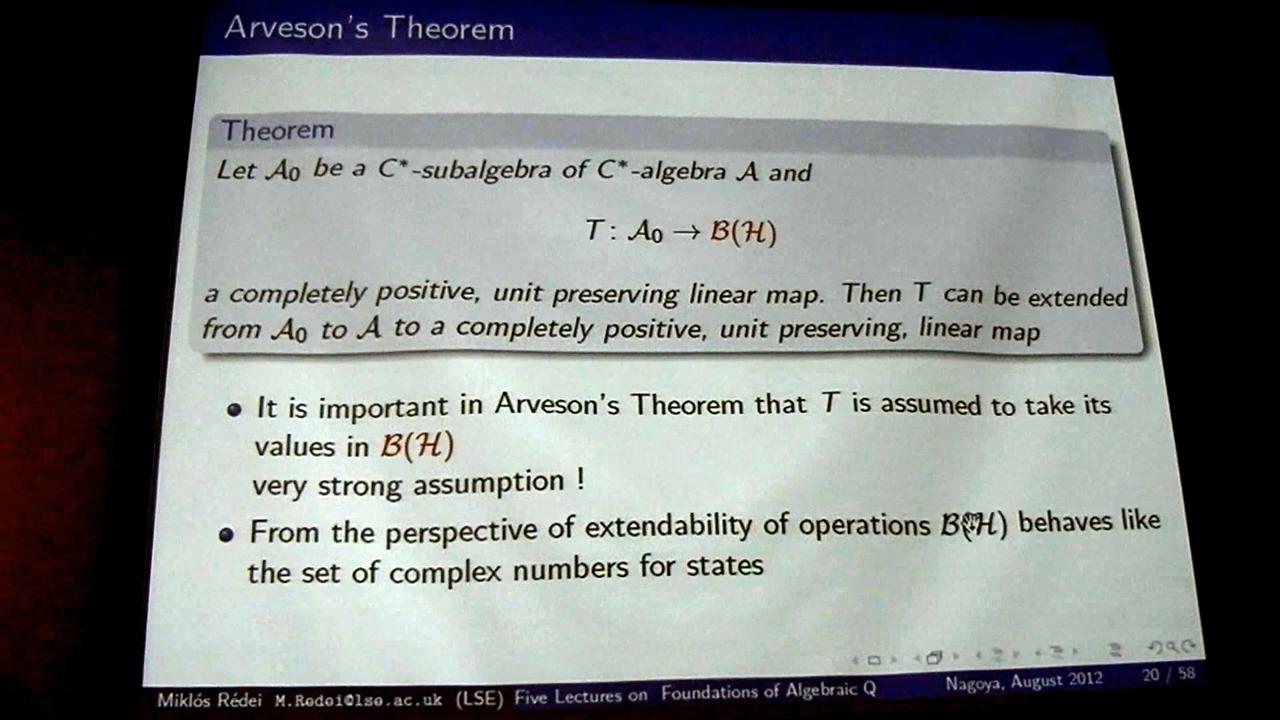 Arveson's Theorem
Theorem
Let A₀ be a C*-subalgebra of C*-algebra A and
T : A₀ → B(H)
a completely positive, unit preserving linear map. Then T can be extended
from A₀ to A to a completely positive, unit preserving, linear map
• It is important in Arveson's Theorem that T is assumed to take its
values in B(H)
very strong assumption !
• From the perspective of extendability of operations B(H) behaves like
the set of complex numbers for states
Miklós Rédei M.Redei@lse.ac.uk (LSE) Five Lectures on Foundations of Algebraic Q Nagoya, August 2012 20 / 58